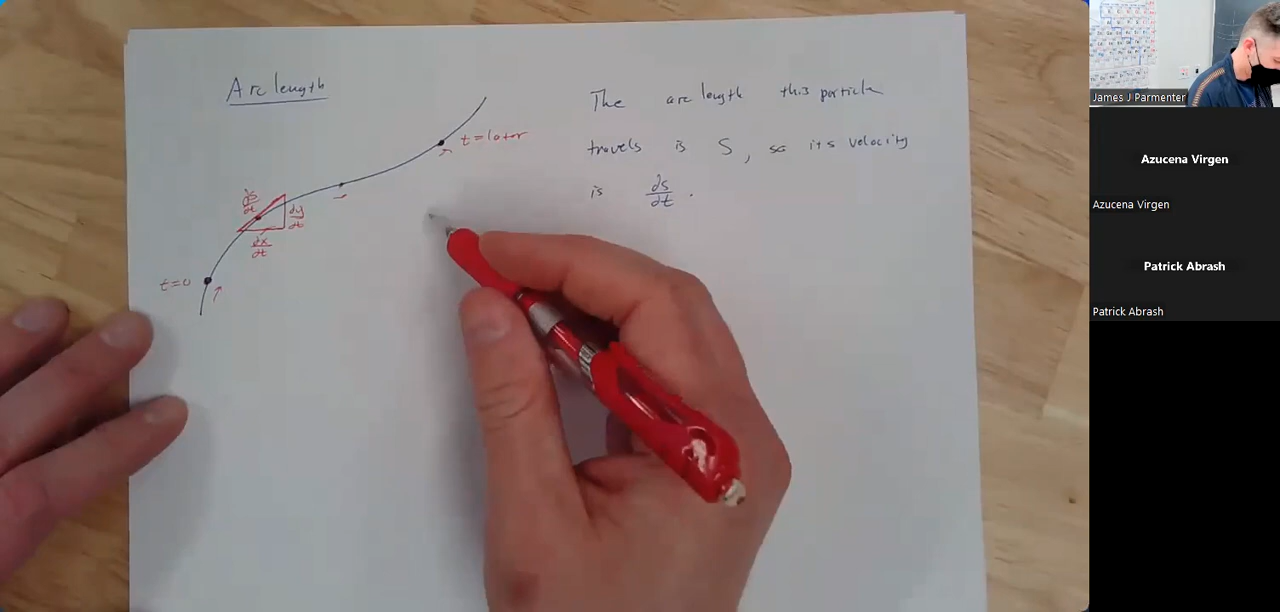 Arc length
The arc length this particle
travels is S, so its velocity
is ds/dt.
t=later
ds/dt
dy/dt
dx/dt
t=0
James J Parmenter
Azucena Virgen
Azucena Virgen
Patrick Abrash
Patrick Abrash